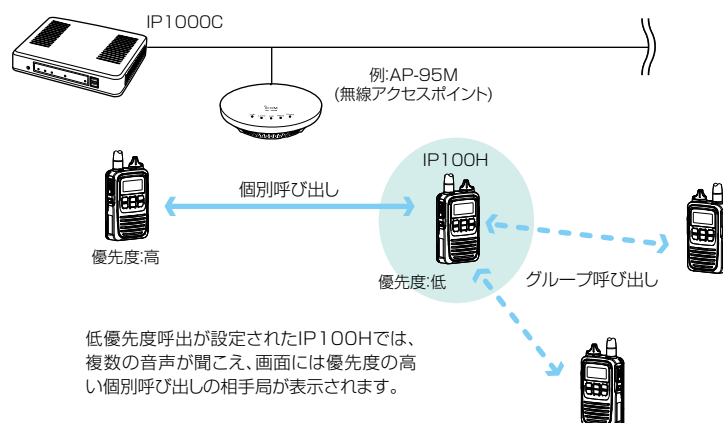 IP1000C
例:AP-95M
(無線アクセスポイント)
IP100H
個別呼び出し
優先度:高
優先度:低
グループ呼び出し
低優先度呼出が設定されたIP100Hでは、
複数の音声が聞こえ、画面には優先度の高
い個別呼び出しの相手局が表示されます。